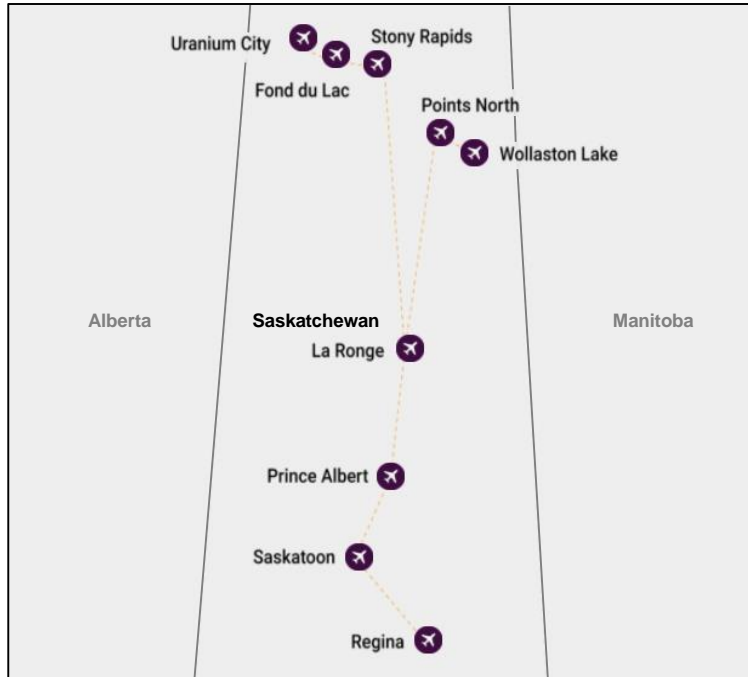 Stony Rapids
Uranium City
Fond du Lac
Points North
Wollaston Lake
Alberta
Saskatchewan
Manitoba
La Ronge
Prince Albert
Saskatoon
Regina